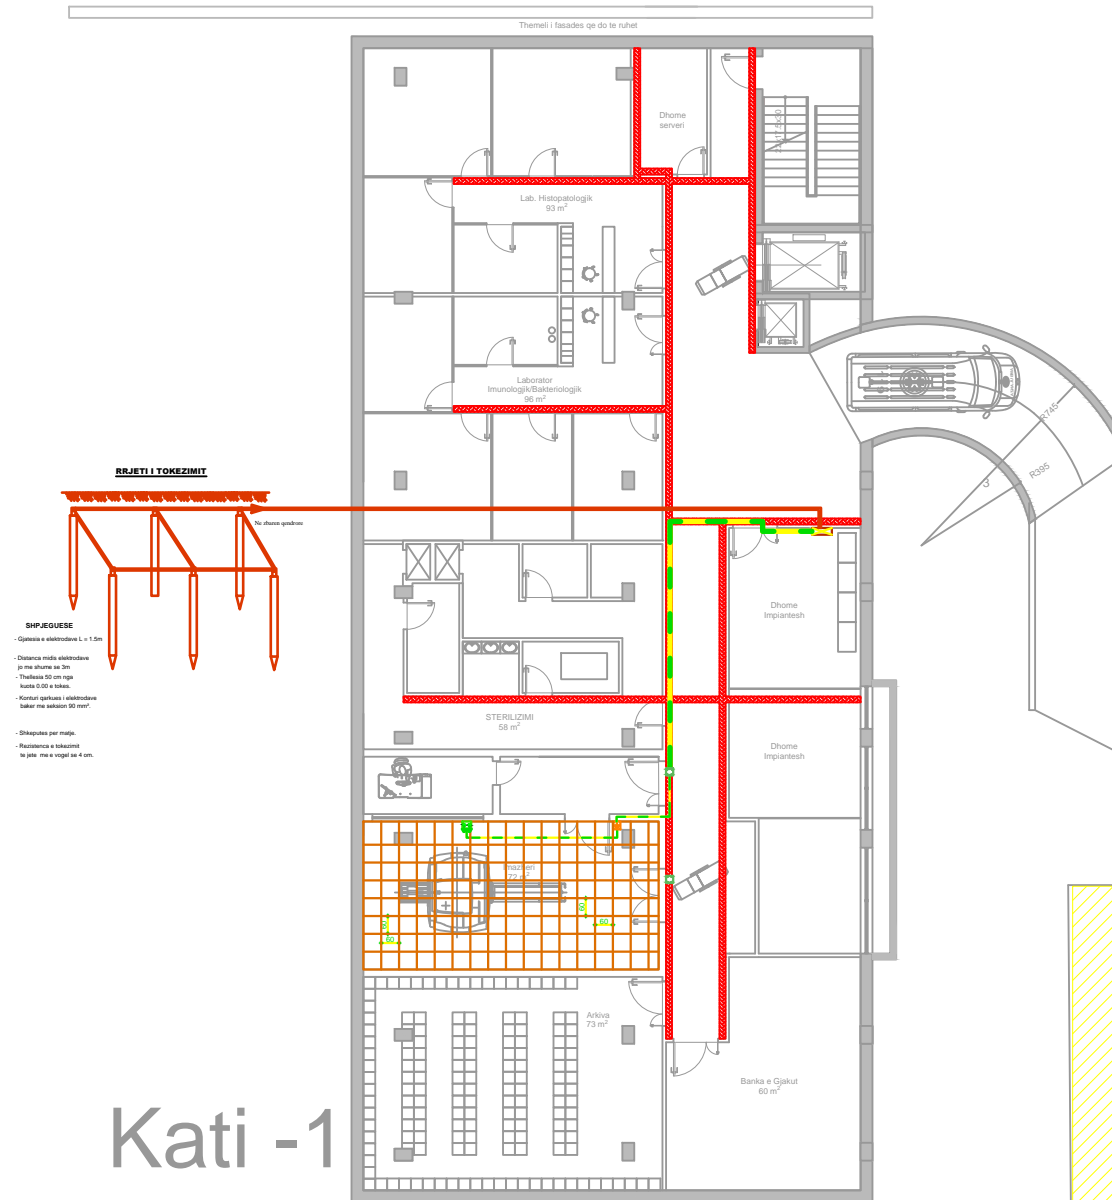 Themeli i fasades qe do te ruhet
Dhome
serveri
Lab. Histopatologjik
93 m²
Laborator
Imunologjik/Bakteriologjik
96 m²
R745
R395
3
RRJETI I TOKEZIMIT
Ne zbaren qendrore
SHPJEGUESE
- Gjatesia e elektrodave L = 1.5m
- Distanca midis elektrodave
jo me shume se 3m
- Thellesia 50 cm nga
kuota 0.00 e tokes.
- Konturi qarkues i elektrodave
baker me seksion 90 mm².
- Shkeputes per matje.
- Rezistenca e tokezimit
te jete me e vogel se 4 om.
Dhome
Impiantesh
STERILIZIMI
58 m²
Dhome
Impiantesh
Imazheri
72 m²
60
60
60
60
Arkiva
73 m²
Banka e Gjakut
60 m²
Kati -1